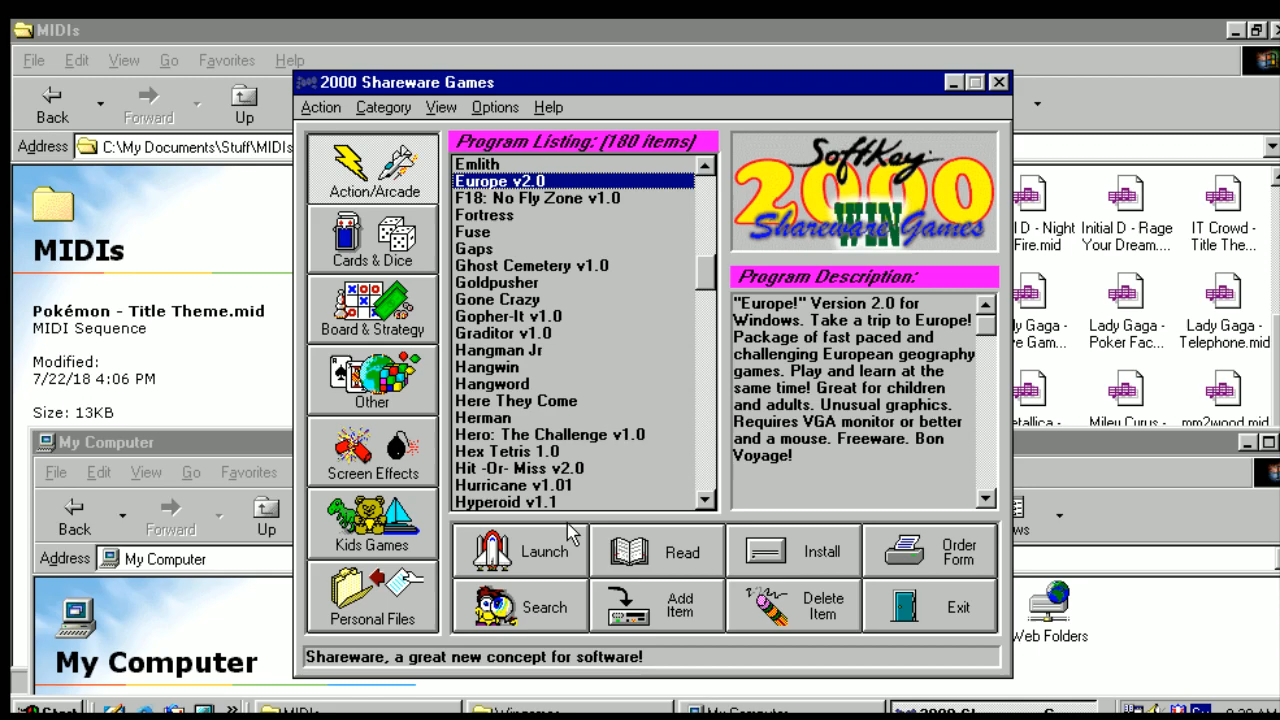 MIDIs
File Edit View Go Favorites Help
Back Forward Up
Address C:\My Documents\Stuff\MIDIs
MIDIs
Pokémon - Title Theme.mid
MIDI Sequence
Modified:
7/22/18 4:06 PM
Size: 13KB
My Computer
File Edit View Go Favorites
Back Forward Up
Address My Computer
My Computer
2000 Shareware Games
Action Category View Options Help
Action/Arcade
Cards & Dice
Board & Strategy
Other
Screen Effects
Kids Games
Personal Files
Program Listing: (180 items)
Emlith
Europe v2.0
F18: No Fly Zone v1.0
Fortress
Fuse
Gaps
Ghost Cemetery v1.0
Goldpusher
Gone Crazy
Gopher-It v1.0
Graditor v1.0
Hangman Jr
Hangwin
Hangword
Here They Come
Herman
Hero: The Challenge v1.0
Hex Tetris 1.0
Hit -Or- Miss v2.0
Hurricane v1.01
Hyperoid v1.1
SoftKey
2000
WIN
Shareware Games
Program Description:
"Europe!" Version 2.0 for
Windows. Take a trip to Europe!
Package of fast paced and
challenging European geography
games. Play and learn at the
same time! Great for children
and adults. Unusual graphics.
Requires VGA monitor or better
and a mouse. Freeware. Bon
Voyage!
Launch
Read
Install
Order
Form
Search
Add
Item
Delete
Item
Exit
Shareware, a great new concept for software!
l D - Night
Fire.mid
Initial D - Rage
Your Dream....
IT Crowd -
Title The...
Lady Gaga -
Poker Fac...
Lady Gaga -
Telephone.mid
Miley Cyrus -
mm2wood.mid
Web Folders
Start
MIDIs
My Computer